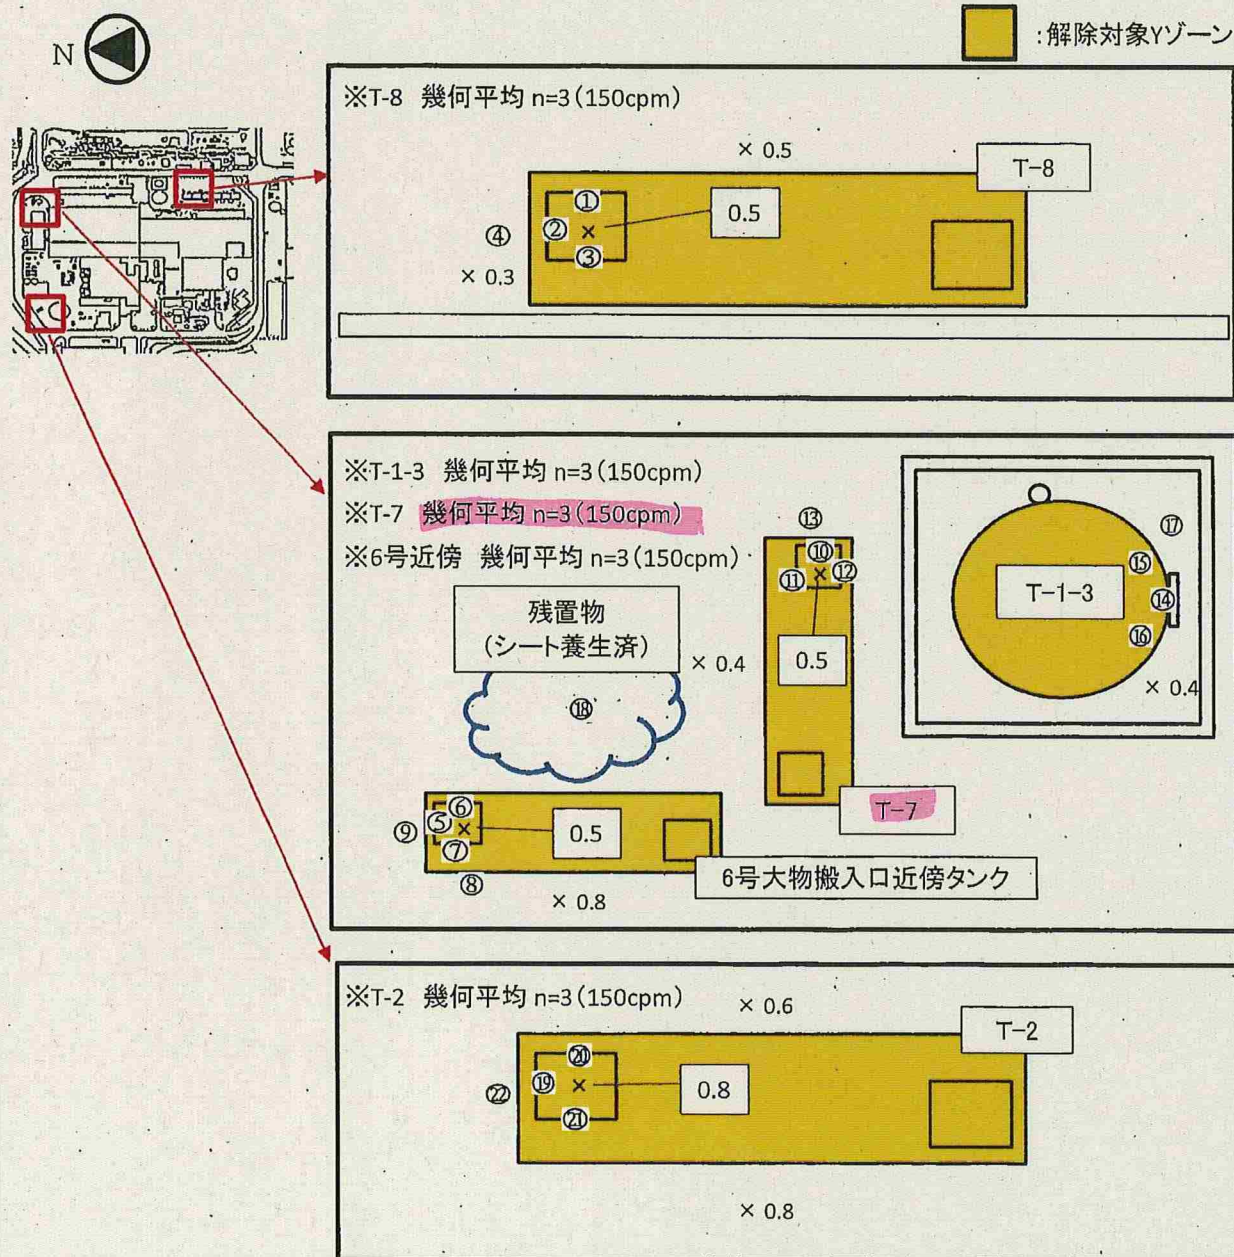 N
:解除対象Yゾーン
※T-8 幾何平均 n=3(150cpm)
× 0.5
T-8
①
② ×
③
0.5
④
× 0.3
※T-1-3 幾何平均 n=3(150cpm)
※T-7 幾何平均 n=3(150cpm)
※6号近傍 幾何平均 n=3(150cpm)
残置物
(シート養生済)
× 0.4
⑱
⑬
⑩
⑪ × ⑫
0.5
T-7
⑰
⑮
T-1-3
⑭
⑯
× 0.4
⑥
⑨ ⑤ ×
⑦
0.5
⑧
× 0.8
6号大物搬入口近傍タンク
※T-2 幾何平均 n=3(150cpm)
× 0.6
T-2
⑳
㉒ ⑲ ×
㉑
0.8
× 0.8